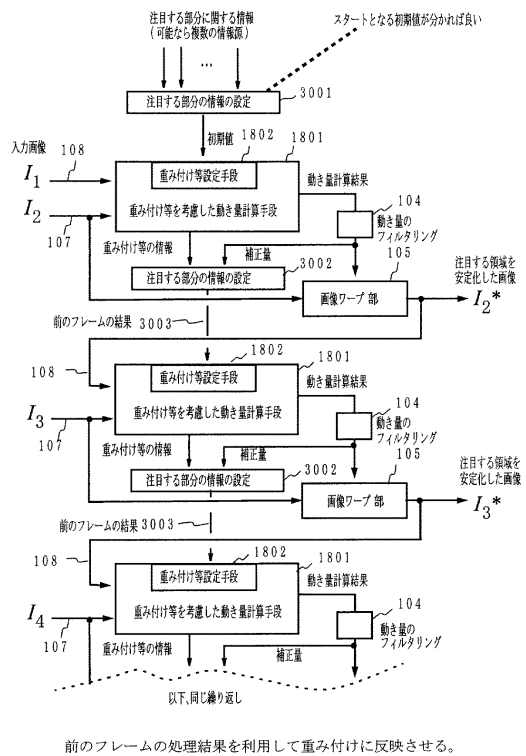 注目する部分に関する情報
(可能なら複数の情報源)
スタートとなる初期値が分かれば良い
…
注目する部分の情報の設定
3001
初期値
入力画像
108
1802
1801
I1
重み付け等設定手段
動き量計算結果
I2
重み付け等を考慮した動き量計算手段
104
107
動き量の
フィルタリング
重み付け等の情報
補正量
3002
105
注目する領域を
安定化した画像
注目する部分の情報の設定
画像ワープ 部
I2*
前のフレームの結果 3003
1802
1801
108
重み付け等設定手段
動き量計算結果
I3
重み付け等を考慮した動き量計算手段
104
107
動き量の
フィルタリング
重み付け等の情報
補正量
3002
105
注目する領域を
安定化した画像
注目する部分の情報の設定
画像ワープ 部
I3*
前のフレームの結果 3003
1802
1801
108
重み付け等設定手段
動き量計算結果
I4
重み付け等を考慮した動き量計算手段
104
107
動き量の
フィルタリング
重み付け等の情報
補正量
以下、同じ繰り返し
前のフレームの処理結果を利用して重み付けに反映させる。